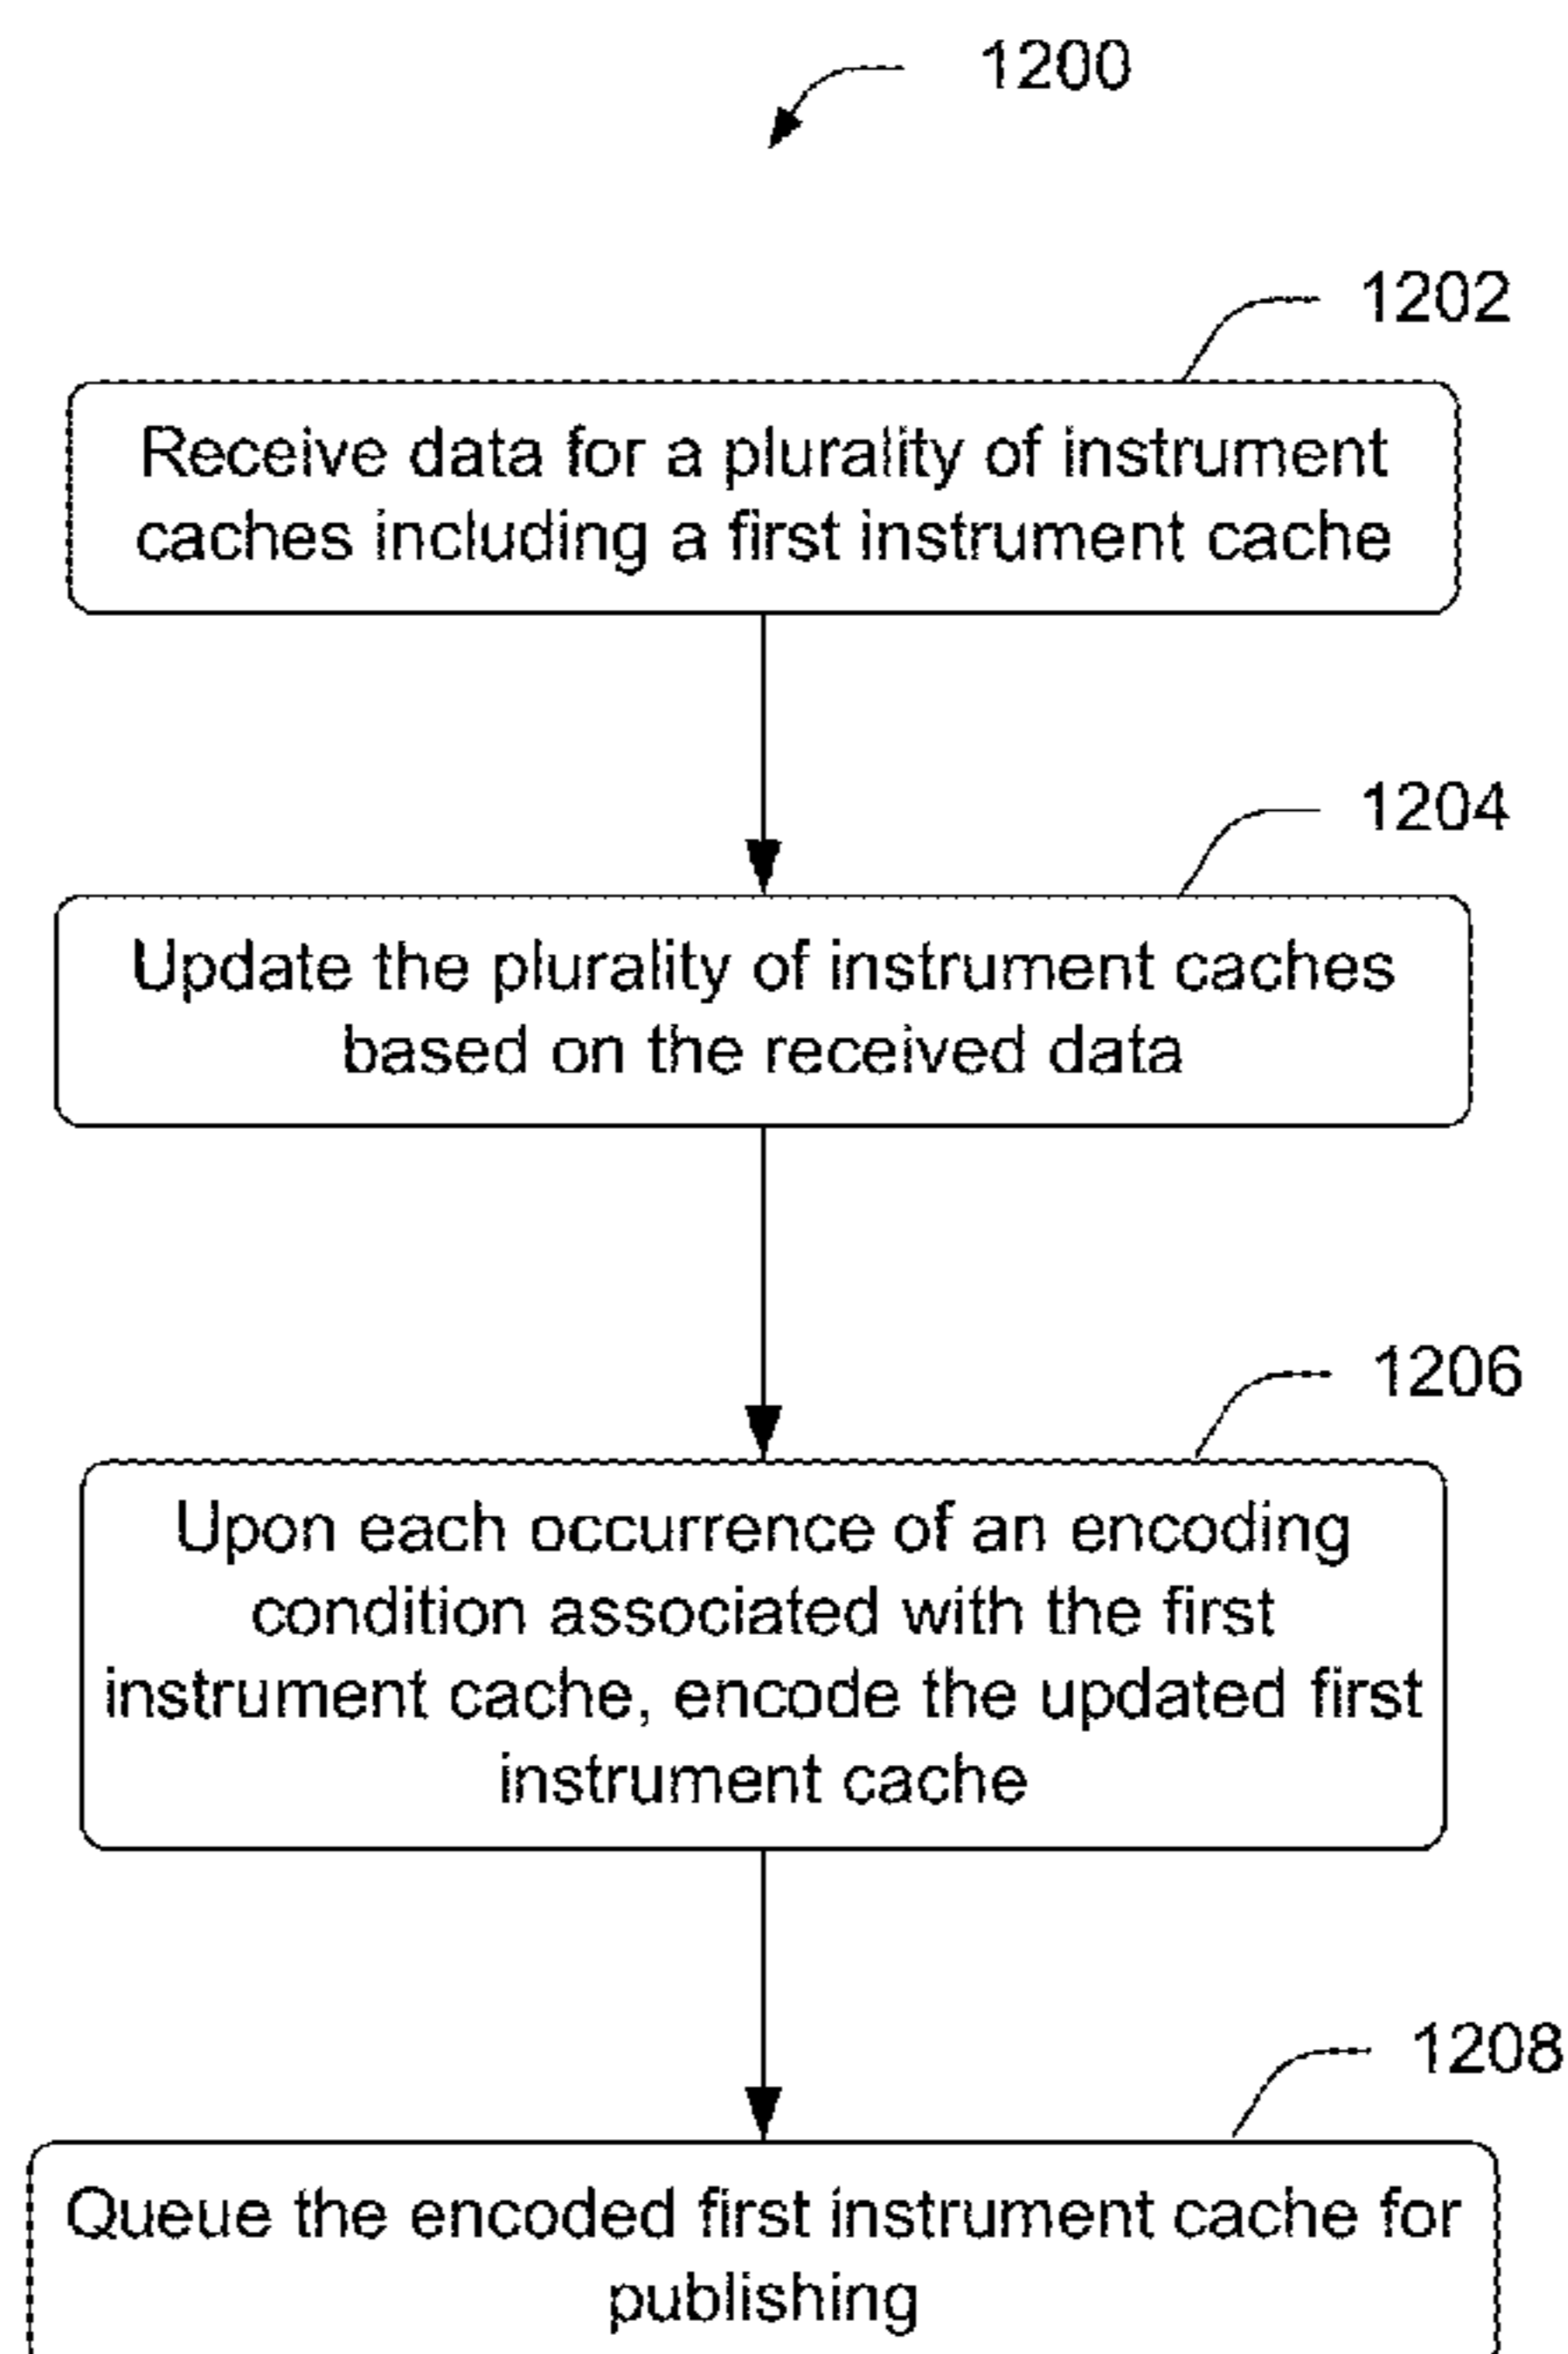 1200
1202
Receive data for a plurality of instrument
caches including a first instrument cache
1204
Update the plurality of instrument caches
based on the received data
1206
Upon each occurrence of an encoding
condition associated with the first
instrument cache, encode the updated first
instrument cache
1208
Queue the encoded first instrument cache for
publishing